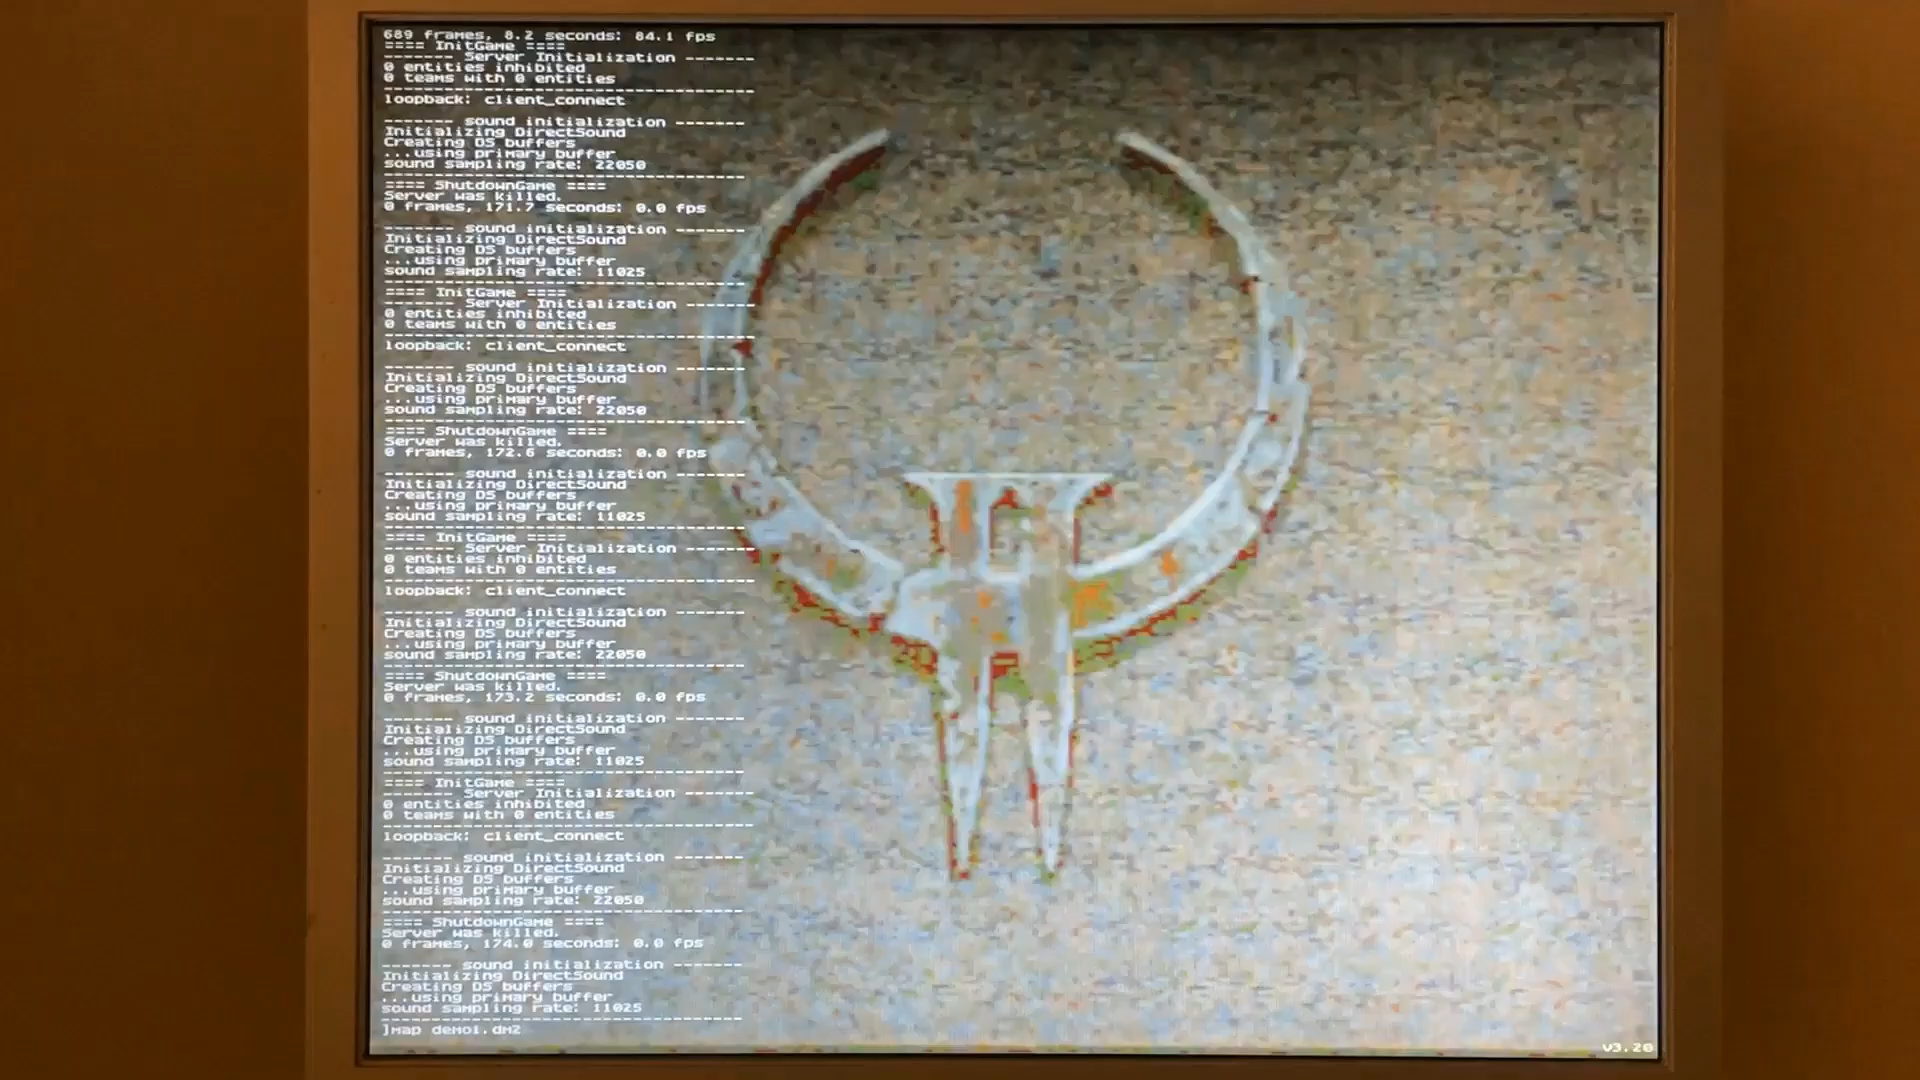 689 frames, 8.2 seconds: 84.1 fps
==== InitGame ====
------- Server Initialization -------
0 entities inhibited
0 teams with 0 entities
-------------------------------------
loopback: client_connect
------- sound initialization -------
Initializing DirectSound
Creating DS buffers
...using primary buffer
sound sampling rate: 22050
------------------------------------
==== ShutdownGame ====
Server was killed.
0 frames, 171.7 seconds: 0.0 fps
------- sound initialization -------
Initializing DirectSound
Creating DS buffers
...using primary buffer
sound sampling rate: 11025
------------------------------------
==== InitGame ====
------- Server Initialization -------
0 entities inhibited
0 teams with 0 entities
-------------------------------------
loopback: client_connect
------- sound initialization -------
Initializing DirectSound
Creating DS buffers
...using primary buffer
sound sampling rate: 22050
------------------------------------
==== ShutdownGame ====
Server was killed.
0 frames, 172.6 seconds: 0.0 fps
------- sound initialization -------
Initializing DirectSound
Creating DS buffers
...using primary buffer
sound sampling rate: 11025
------------------------------------
==== InitGame ====
------- Server Initialization -------
0 entities inhibited
0 teams with 0 entities
-------------------------------------
loopback: client_connect
------- sound initialization -------
Initializing DirectSound
Creating DS buffers
...using primary buffer
sound sampling rate: 22050
------------------------------------
==== ShutdownGame ====
Server was killed.
0 frames, 173.2 seconds: 0.0 fps
------- sound initialization -------
Initializing DirectSound
Creating DS buffers
...using primary buffer
sound sampling rate: 11025
------------------------------------
==== InitGame ====
------- Server Initialization -------
0 entities inhibited
0 teams with 0 entities
-------------------------------------
loopback: client_connect
------- sound initialization -------
Initializing DirectSound
Creating DS buffers
...using primary buffer
sound sampling rate: 22050
------------------------------------
==== ShutdownGame ====
Server was killed.
0 frames, 174.0 seconds: 0.0 fps
------- sound initialization -------
Initializing DirectSound
Creating DS buffers
...using primary buffer
sound sampling rate: 11025
------------------------------------
]map demo1.dm2
v3.20